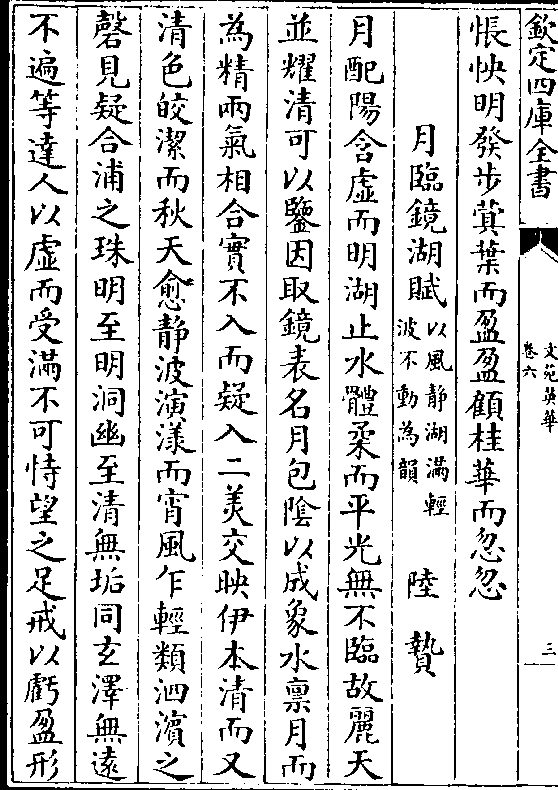 欽定四庫全書
文苑英華
卷六
三
悵怏明發步蓂葉而盈盈顧桂華而忽忽
月臨鏡湖賦以風静湖滿輕波不動為韻 陸贄
月配陽含虛而明湖止水體柔而平光無不臨故麗天
並耀清可以鑒因取鏡表名月包陰以成象水禀月而
為精兩氣相合實不入而疑入二美交映伊本清而又
清色皎潔而秋天愈静波演漾而宵風乍輕類泗濱之
磬見疑合浦之珠明至明洞幽至清無垢同玄澤無遠
不遍等達人以虛而受滿不可恃望之足戒以虧盈形